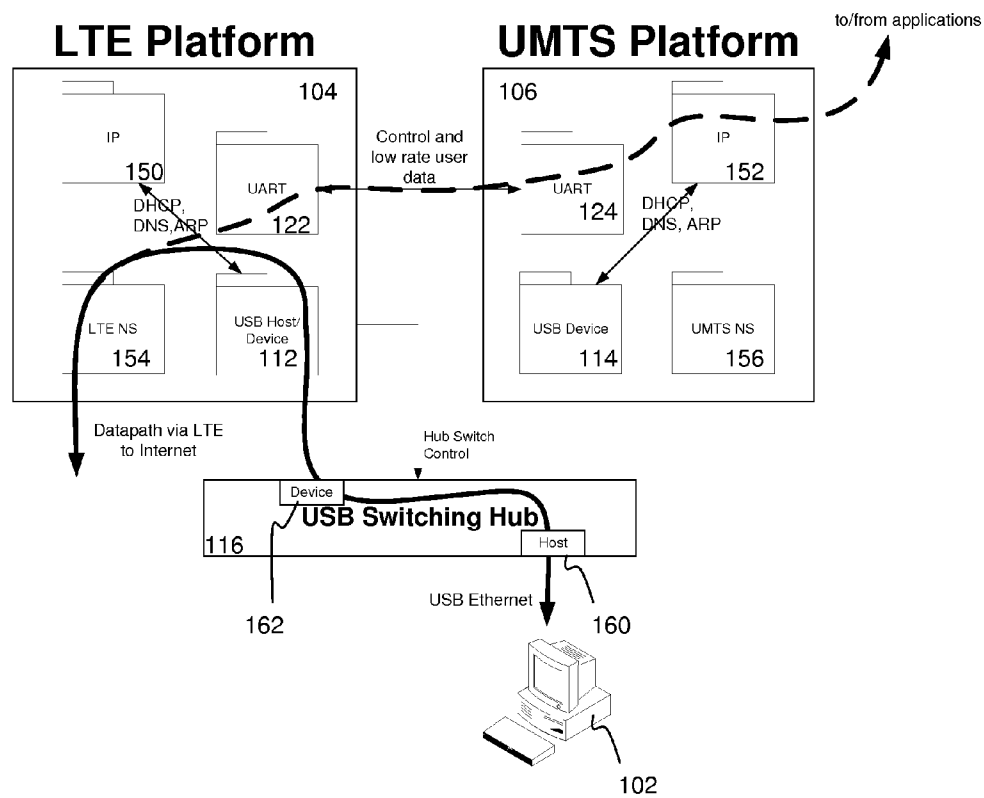 to/from applications
LTE Platform
UMTS Platform
104
106
IP
150
UART
122
Control and
low rate user
data
UART
124
IP
152
DHCP,
DNS,ARP
DHCP,
DNS, ARP
LTE NS
154
USB Host/
Device
112
USB Device
114
UMTS NS
156
Datapath via LTE
to Internet
Hub Switch
Control
Device
USB Switching Hub
116
Host
162
USB Ethernet
160
102